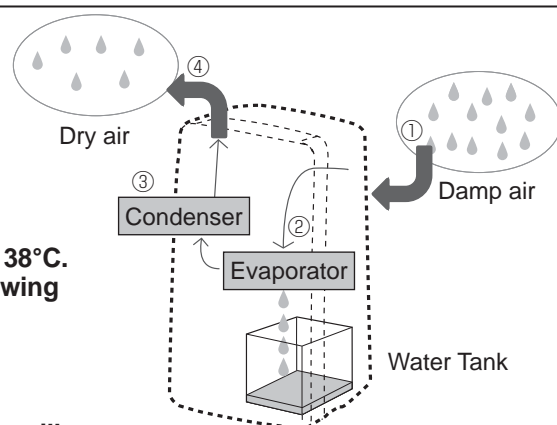 ④
Dry air
①
Damp air
③
Condenser
②
38°C.
wing
Evaporator
Water Tank